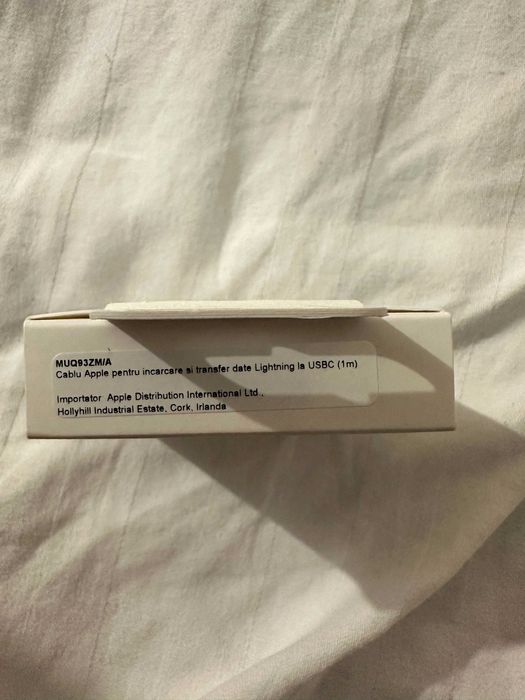 MUQ93ZM/A
Cablu Apple pentru incarcare si transfer date Lightning la USBC (1m)
Importator Apple Distribution International Ltd.,
Hollyhill Industrial Estate, Cork, Irlanda